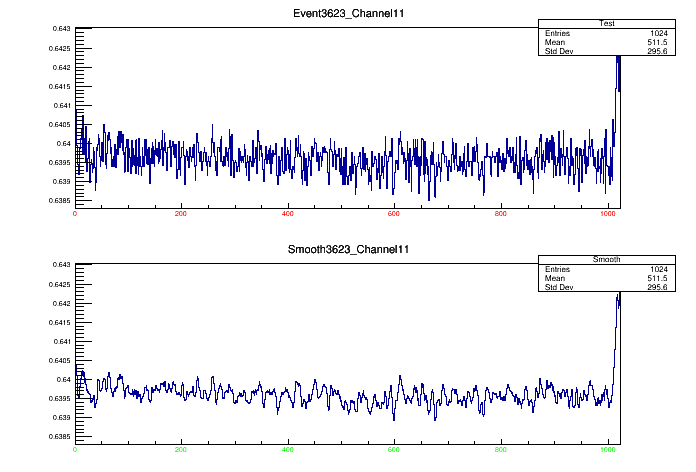 Event3623_Channel11
Test
Entries 1024
Mean 511.5
Std Dev 295.6
0.643
0.6425
0.642
0.6415
0.641
0.6405
0.64
0.6395
0.639
0.6385
0 200 400 600 800 1000
Smooth3623_Channel11
Smooth
Entries 1024
Mean 511.5
Std Dev 295.6
0.643
0.6425
0.642
0.6415
0.641
0.6405
0.64
0.6395
0.639
0.6385
0 200 400 600 800 1000